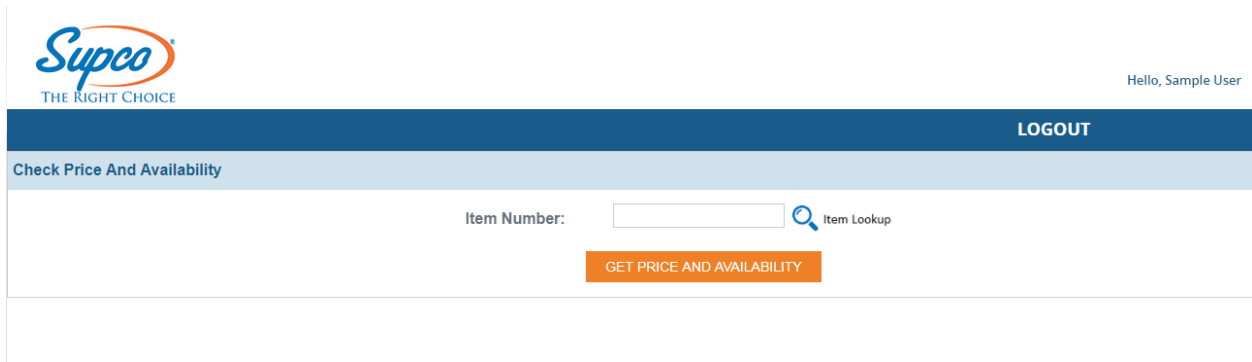 Supco®
THE RIGHT CHOICE
Hello, Sample User
LOGOUT
Check Price And Availability
Item Number:
Item Lookup
GET PRICE AND AVAILABILITY